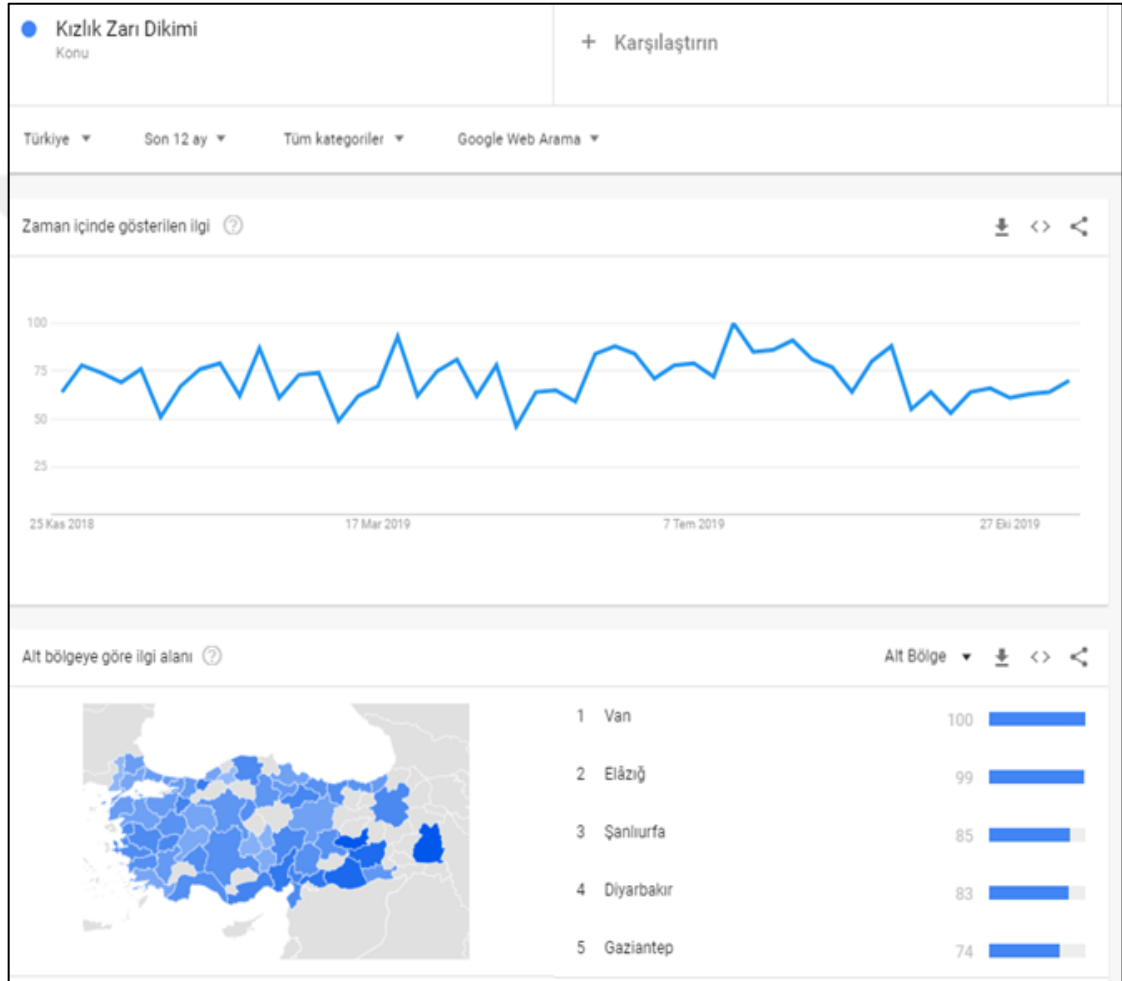 Kızlık Zarı Dikimi
Konu
+ Karşılaştırın
Türkiye
Son 12 ay
Tüm kategoriler
Google Web Arama
Zaman içinde gösterilen ilgi
100
75
50
25
25 Kas 2018
17 Mar 2019
7 Tem 2019
27 Eki 2019
Alt bölgeye göre ilgi alanı
Alt Bölge
1 Van 100
2 Elâzığ 99
3 Şanlıurfa 85
4 Diyarbakır 83
5 Gaziantep 74